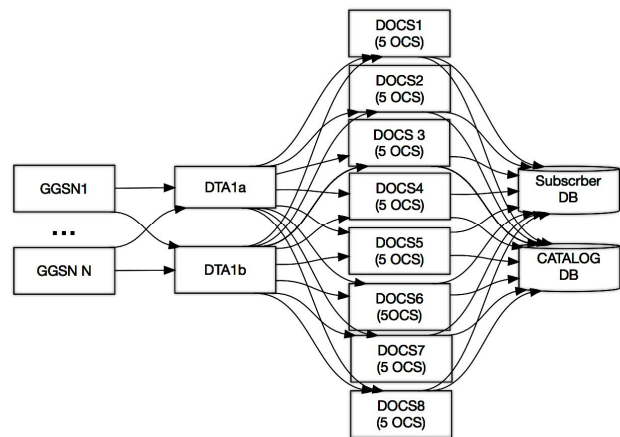 DOCS1
(5 OCS)
DOCS2
(5 OCS)
DOCS 3
(5 OCS)
GGSN1
DTA1a
DOCS4
(5 OCS)
Subscrber
DB
...
DOCS5
(5 OCS)
GGSN N
DTA1b
CATALOG
DB
DOCS6
(5OCS)
DOCS7
(5 OCS)
DOCS8
(5 OCS)